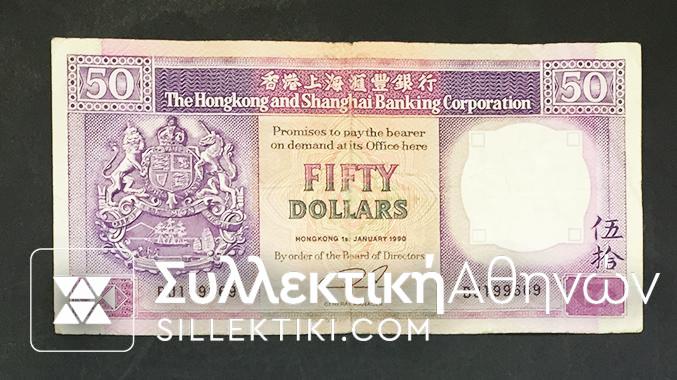 50
香港上海滙豐銀行
50
The Hongkong and Shanghai Banking Corporation
Promises to pay the bearer
on demand at its Office here
FIFTY
DOLLARS
HONGKONG 1st JANUARY 1990
By order of the Board of Directors
伍拾
ΣυλλεκτικήΑθηνών
SILLEKTIKI.COM